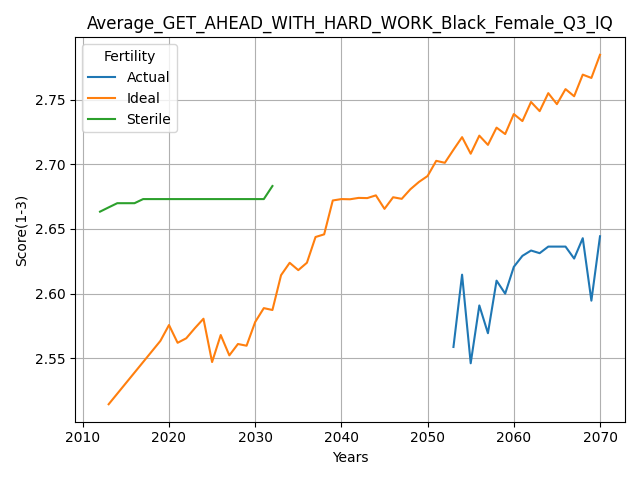 Average_GET_AHEAD_WITH_HARD_WORK_Black_Female_Q3_IQ
Fertility
Actual
Ideal
Sterile
Score(1-3)
2.75
2.70
2.65
2.60
2.55
2010 2020 2030 2040 2050 2060 2070
Years